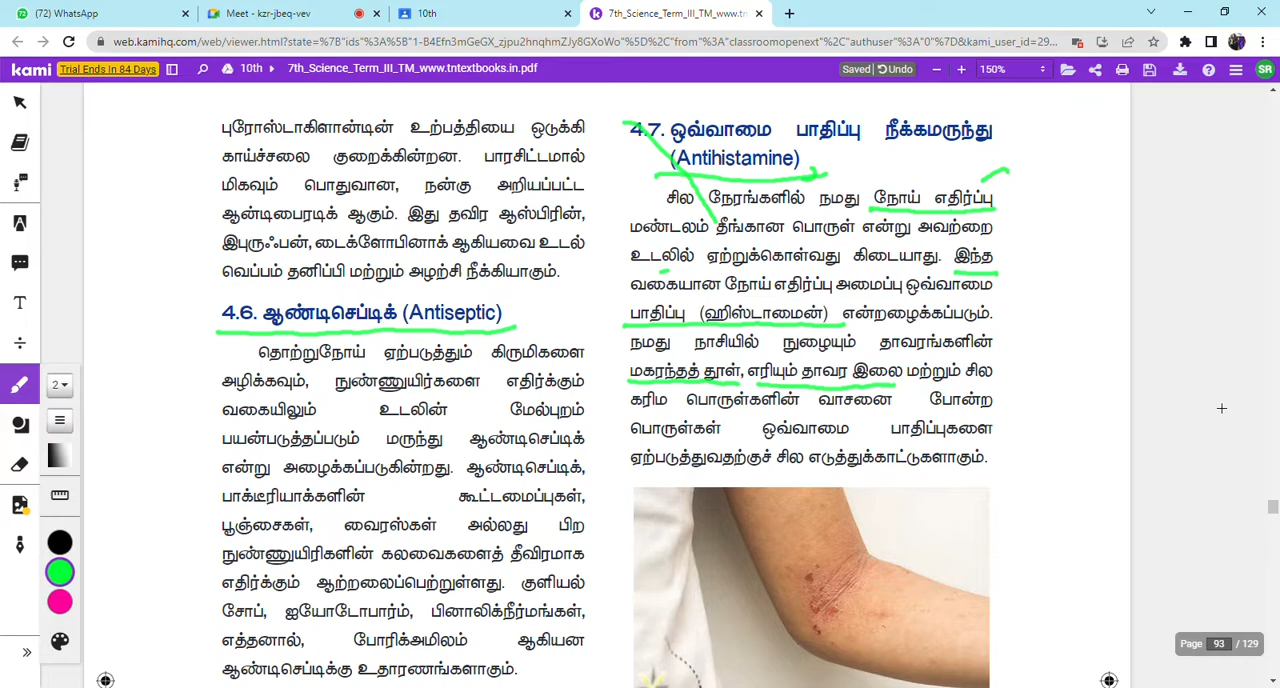 (72) WhatsApp
Meet - kzr-jbeq-vev
10th
7th_Science_Term_III_TM_www.tn
web.kamihq.com/web/viewer.html?state=%7B"ids"%3A%5B"1-B4Efn3mGeGX_zjpu2hnqhmZJy8GXoWo"%5D%2C"from"%3A"classroomopennext"%2C"authuser"%3A"0"%7D&kami_user_id=29...
kami
Trial Ends In 84 Days
10th
7th_Science_Term_III_TM_www.tntextbooks.in.pdf
Saved
Undo
150%
SR
புரோஸ்டாகிளான்டின் உற்பத்தியை ஒடுக்கி
காய்ச்சலை குறைக்கின்றன. பாரசிட்டமால்
மிகவும் பொதுவான, நன்கு அறியப்பட்ட
ஆன்டிபைரடிக் ஆகும். இது தவிர ஆஸ்பிரின்,
இபுருஃபன், டைக்ளோபினாக் ஆகியவை உடல்
வெப்பம் தனிப்பி மற்றும் அழற்சி நீக்கியாகும்.
4.6. ஆண்டிசெப்டிக் (Antiseptic)
தொற்றுநோய் ஏற்படுத்தும் கிருமிகளை
அழிக்கவும், நுண்ணுயிர்களை எதிர்க்கும்
வகையிலும் உடலின் மேல்புறம்
பயன்படுத்தப்படும் மருந்து ஆண்டிசெப்டிக்
என்று அழைக்கப்படுகின்றது. ஆண்டிசெப்டிக்,
பாக்டீரியாக்களின் கூட்டமைப்புகள்,
பூஞ்சைகள், வைரஸ்கள் அல்லது பிற
நுண்ணுயிரிகளின் கலவைகளைத் தீவிரமாக
எதிர்க்கும் ஆற்றலைப்பெற்றுள்ளது. குளியல்
சோப், ஐயோடோபார்ம், பினாலிக்நீர்மங்கள்,
எத்தனால், போரிக்அமிலம் ஆகியன
ஆண்டிசெப்டிக்கு உதாரணங்களாகும்.
4.7. ஒவ்வாமை பாதிப்பு நீக்கமருந்து
(Antihistamine)
சில நேரங்களில் நமது நோய் எதிர்ப்பு
மண்டலம் தீங்கான பொருள் என்று அவற்றை
உடலில் ஏற்றுக்கொள்வது கிடையாது. இந்த
வகையான நோய் எதிர்ப்பு அமைப்பு ஒவ்வாமை
பாதிப்பு (ஹிஸ்டாமைன்) என்றழைக்கப்படும்.
நமது நாசியில் நுழையும் தாவரங்களின்
மகரந்தத் தூள், எரியும் தாவர இலை மற்றும் சில
கரிம பொருள்களின் வாசனை போன்ற
பொருள்கள் ஒவ்வாமை பாதிப்புகளை
ஏற்படுத்துவதற்குச் சில எடுத்துக்காட்டுகளாகும்.
2
Page 93 / 129